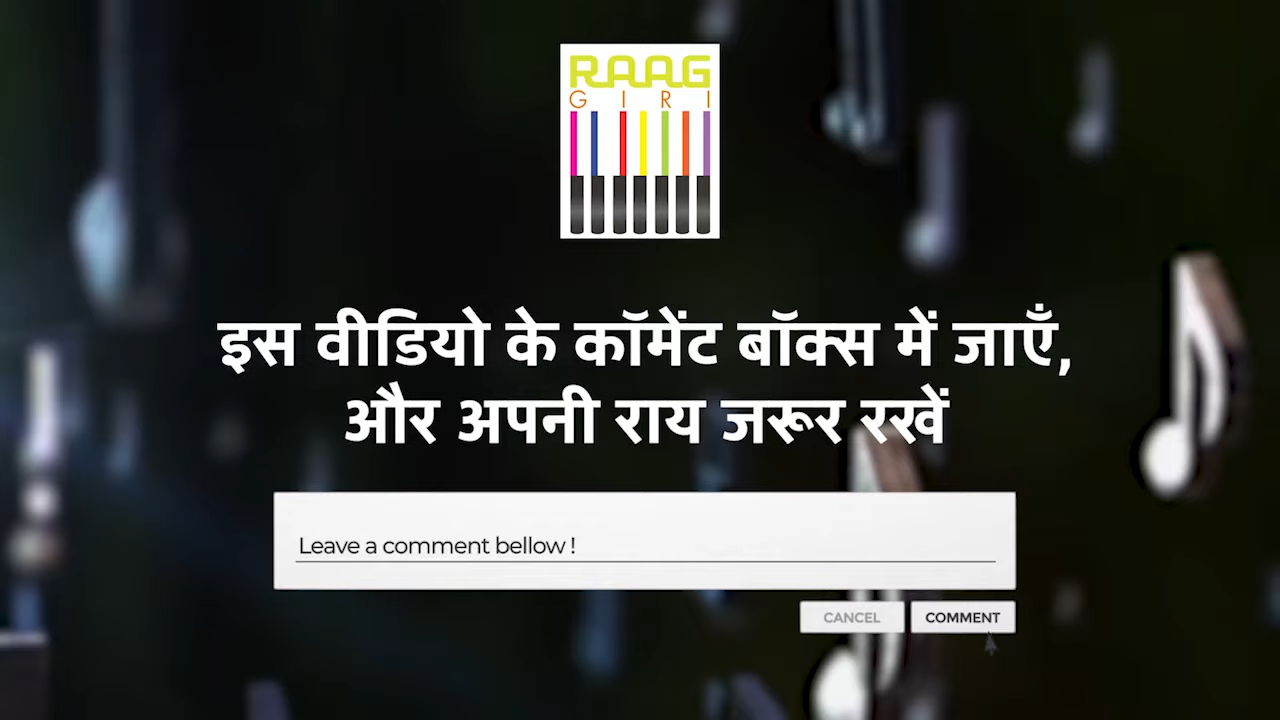 RAAG
GIRI
इस वीडियो के कॉमेंट बॉक्स में जाएँ,
और अपनी राय जरूर रखें
Leave a comment bellow !
CANCEL
COMMENT